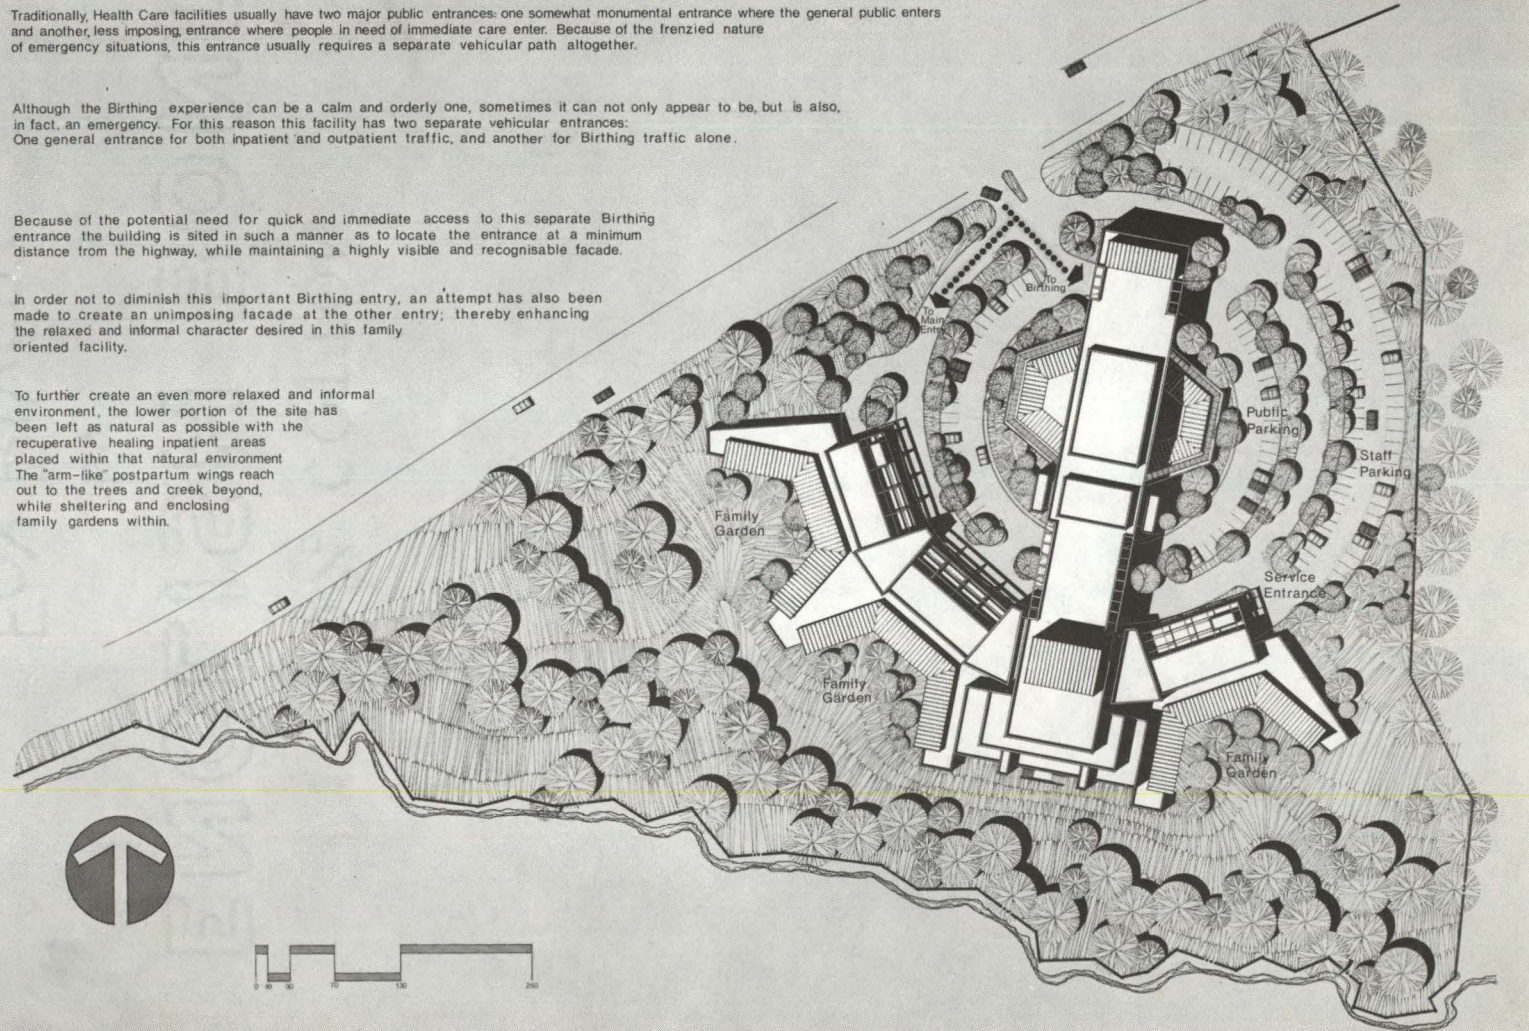 Traditionally, Health Care facilities usually have two major public entrances: one somewhat monumental entrance where the general public enters
and another, less imposing, entrance where people in need of immediate care enter. Because of the frenzied nature
of emergency situations, this entrance usually requires a separate vehicular path altogether.
Although the Birthing experience can be a calm and orderly one, sometimes it can not only appear to be, but is also,
in fact, an emergency. For this reason this facility has two separate vehicular entrances:
One general entrance for both inpatient and outpatient traffic, and another for Birthing traffic alone.
Because of the potential need for quick and immediate access to this separate Birthing
entrance the building is sited in such a manner as to locate the entrance at a minimum
distance from the highway, while maintaining a highly visible and recognisable facade.
In order not to diminish this important Birthing entry, an attempt has also been
made to create an unimposing facade at the other entry; thereby enhancing
the relaxed and informal character desired in this family
oriented facility.
To further create an even more relaxed and informal
environment, the lower portion of the site has
been left as natural as possible with the
recuperative healing inpatient areas
placed within that natural environment
The "arm-like" postpartum wings reach
out to the trees and creek beyond,
while sheltering and enclosing
family gardens within.
To
Birthing
To
Main
Entry
Public
Parking
Staff
Parking
Service
Entrance
Family
Garden
Family
Garden
Family
Garden
0 10 30 70 130 250